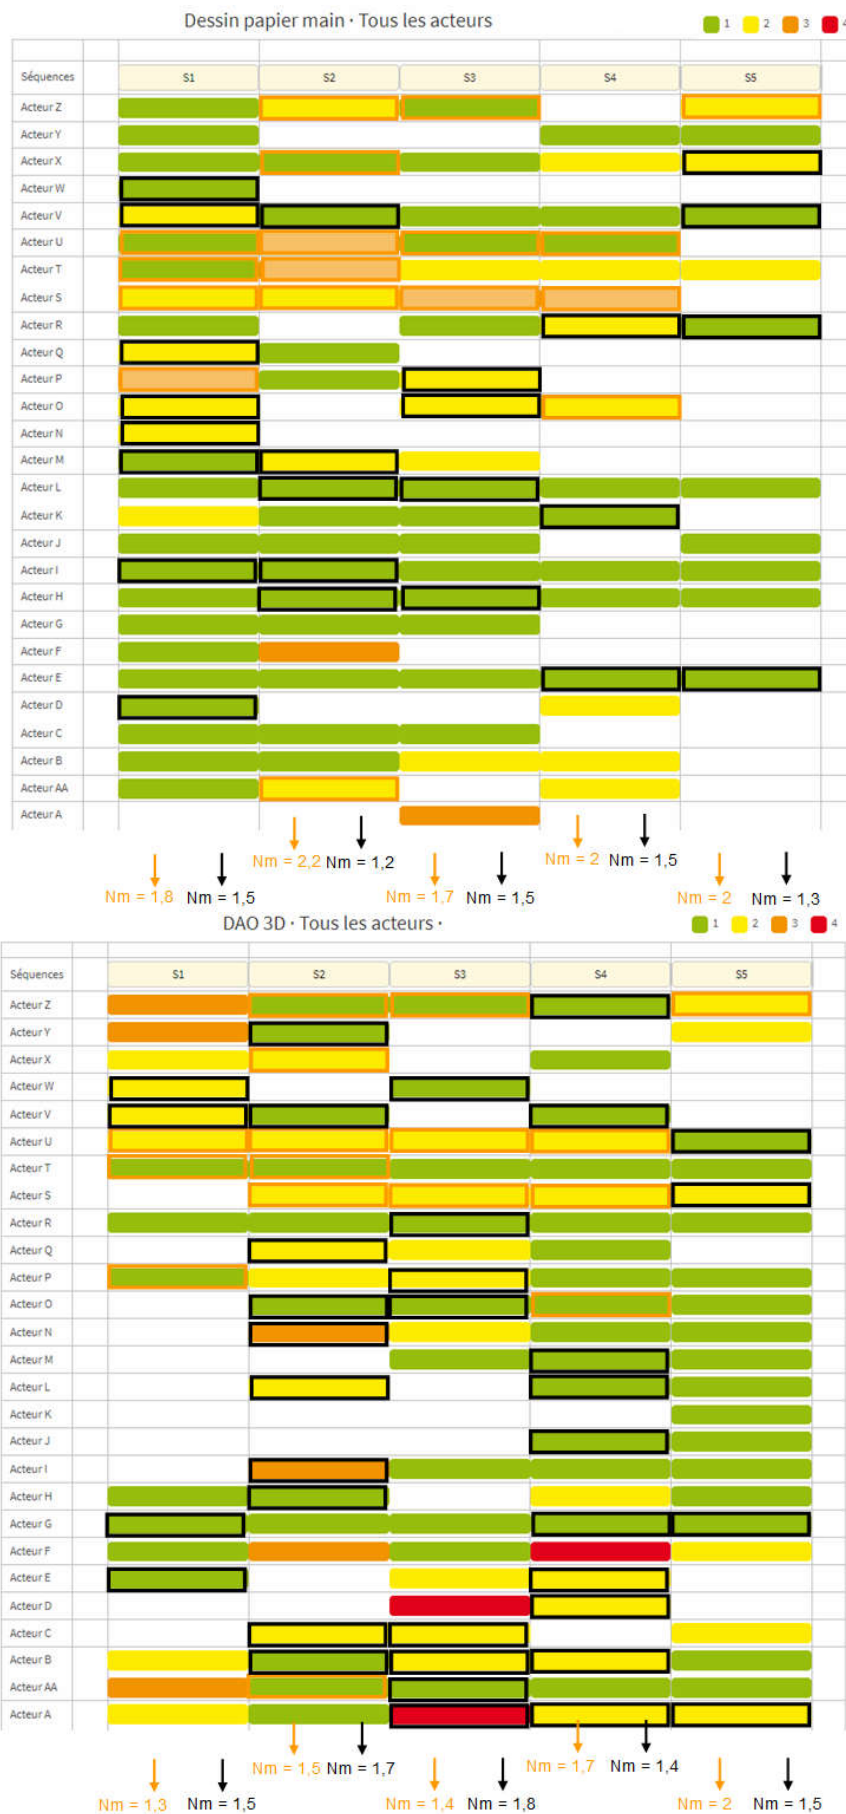 Dessin papier main · Tous les acteurs
1 2 3 4
Séquences S1 S2 S3 S4 S5
Acteur Z
Acteur Y
Acteur X
Acteur W
Acteur V
Acteur U
Acteur T
Acteur S
Acteur R
Acteur Q
Acteur P
Acteur O
Acteur N
Acteur M
Acteur L
Acteur K
Acteur J
Acteur I
Acteur H
Acteur G
Acteur F
Acteur E
Acteur D
Acteur C
Acteur B
Acteur AA
Acteur A
Nm = 2,2 Nm = 1,2 Nm = 2 Nm = 1,5
Nm = 1,8 Nm = 1,5 Nm = 1,7 Nm = 1,5 Nm = 2 Nm = 1,3
DAO 3D · Tous les acteurs ·
1 2 3 4
Séquences S1 S2 S3 S4 S5
Acteur Z
Acteur Y
Acteur X
Acteur W
Acteur V
Acteur U
Acteur T
Acteur S
Acteur R
Acteur Q
Acteur P
Acteur O
Acteur N
Acteur M
Acteur L
Acteur K
Acteur J
Acteur I
Acteur H
Acteur G
Acteur F
Acteur E
Acteur D
Acteur C
Acteur B
Acteur AA
Acteur A
Nm = 1,5 Nm = 1,7 Nm = 1,7 Nm = 1,4
Nm = 1,3 Nm = 1,5 Nm = 1,4 Nm = 1,8 Nm = 2 Nm = 1,5